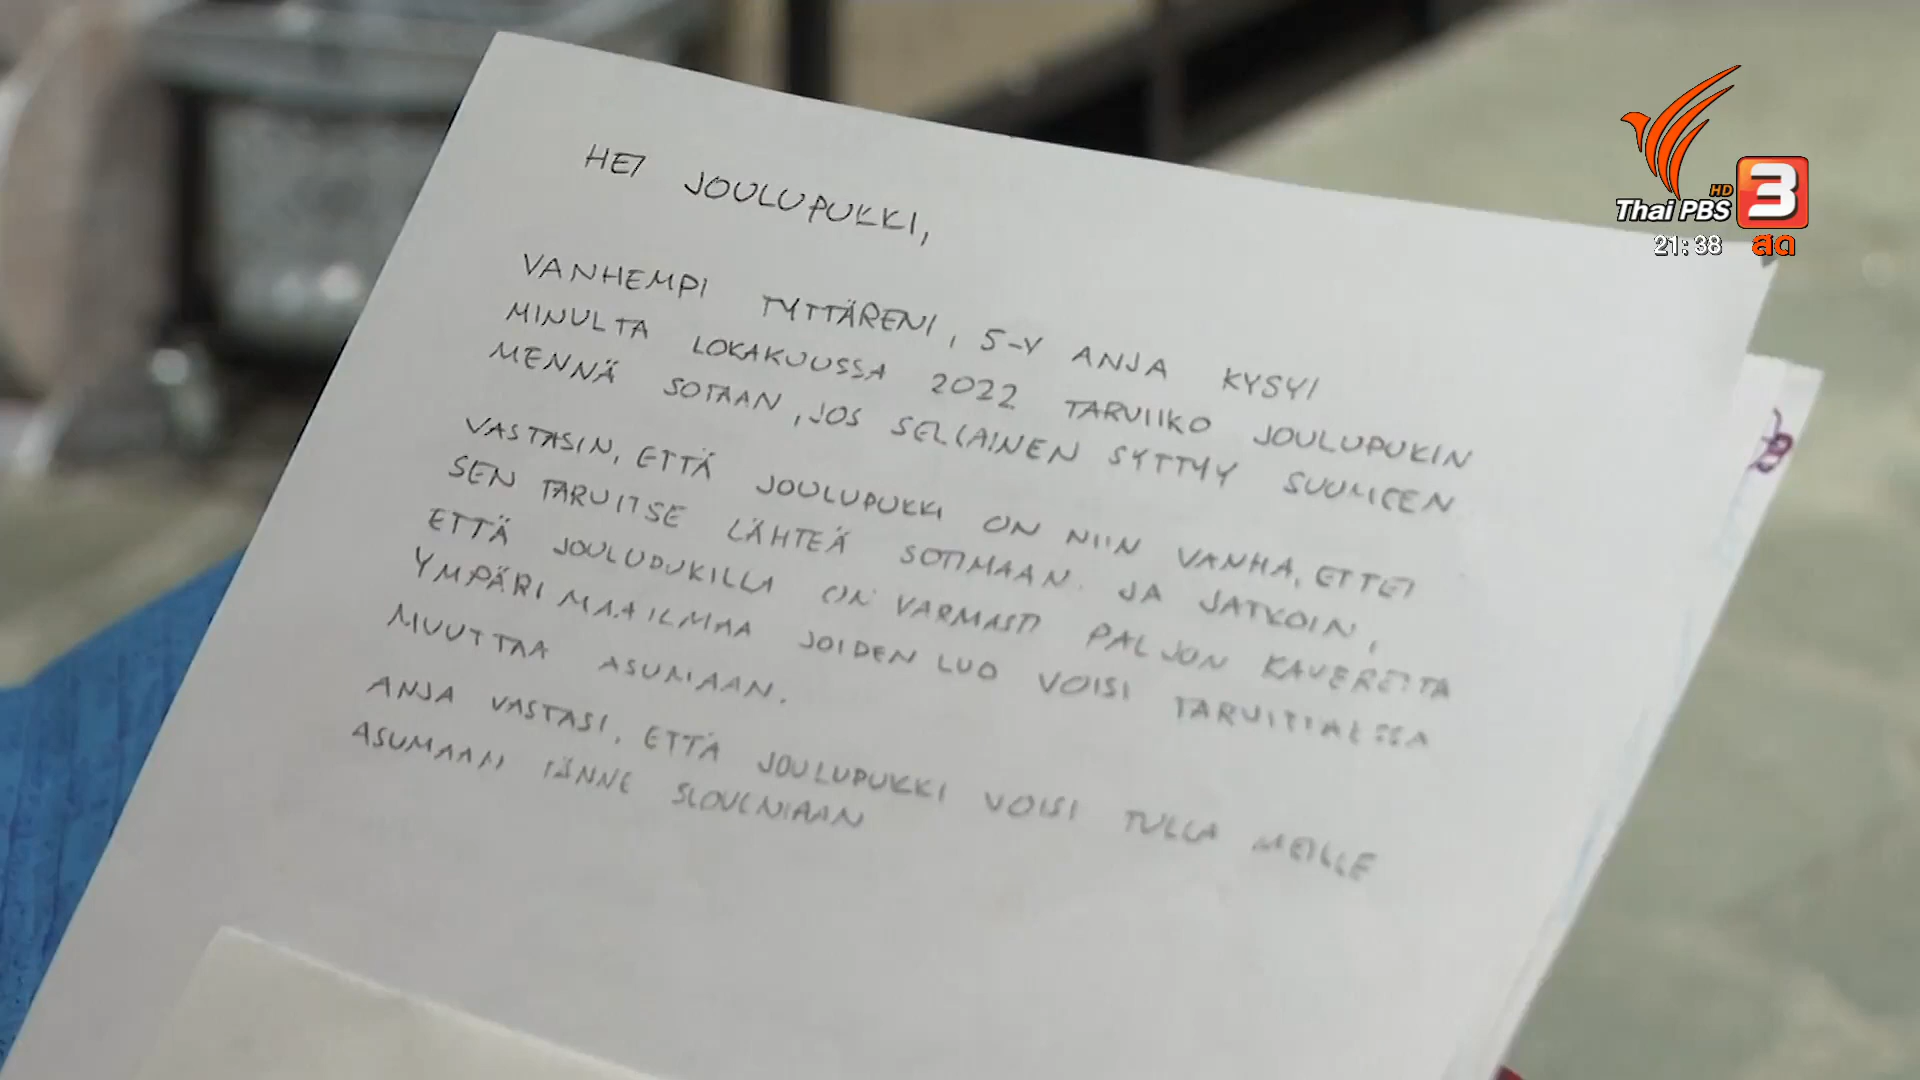 HEI JOULUPUKKI,
VANHEMPI TYTTÄRENI, 5-V ANJA KYSYI
MINULTA LOKAKUUSSA 2022 TARVIIKO JOULUPUKIN
MENNÄ SOTAAN, JOS SELLAINEN SYTTYY SUOMEEN
VASTASIN, ETTÄ JOULUPUKKI ON NIIN VANHA, ETTEI
SEN TARVITSE LÄHTEÄ SOTIMAAN. JA JATKOIN,
ETTÄ JOULUPUKILLA ON VARMASTI PALJON KAVEREITA
YMPÄRI MAAILMAA JOIDEN LUO VOISI TARVITTAESSA
MUUTTAA ASUMAAN.
ANJA VASTASI, ETTÄ JOULUPUKKI VOISI TULLA MEILLE
ASUMAAN TÄNNE SLOVENIAAN
Thai PBS HD 3
21:38 สด